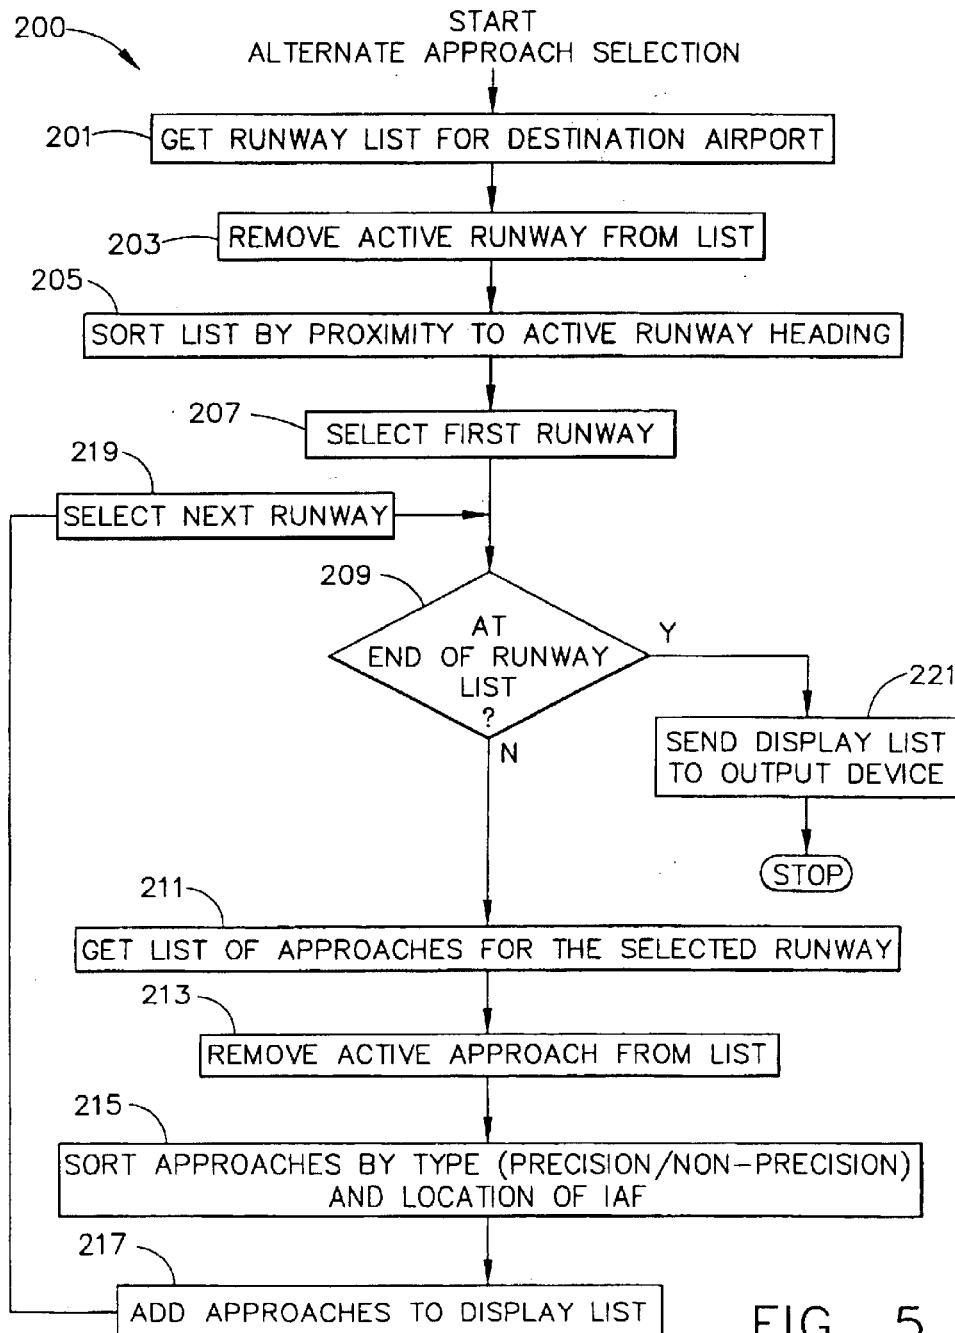 200
START
ALTERNATE APPROACH SELECTION
201
GET RUNWAY LIST FOR DESTINATION AIRPORT
203
REMOVE ACTIVE RUNWAY FROM LIST
205
SORT LIST BY PROXIMITY TO ACTIVE RUNWAY HEADING
207
SELECT FIRST RUNWAY
219
SELECT NEXT RUNWAY
209
AT
END OF RUNWAY
LIST
?
Y
N
221
SEND DISPLAY LIST
TO OUTPUT DEVICE
STOP
211
GET LIST OF APPROACHES FOR THE SELECTED RUNWAY
213
REMOVE ACTIVE APPROACH FROM LIST
215
SORT APPROACHES BY TYPE (PRECISION/NON-PRECISION)
AND LOCATION OF IAF
217
ADD APPROACHES TO DISPLAY LIST
FIG. 5